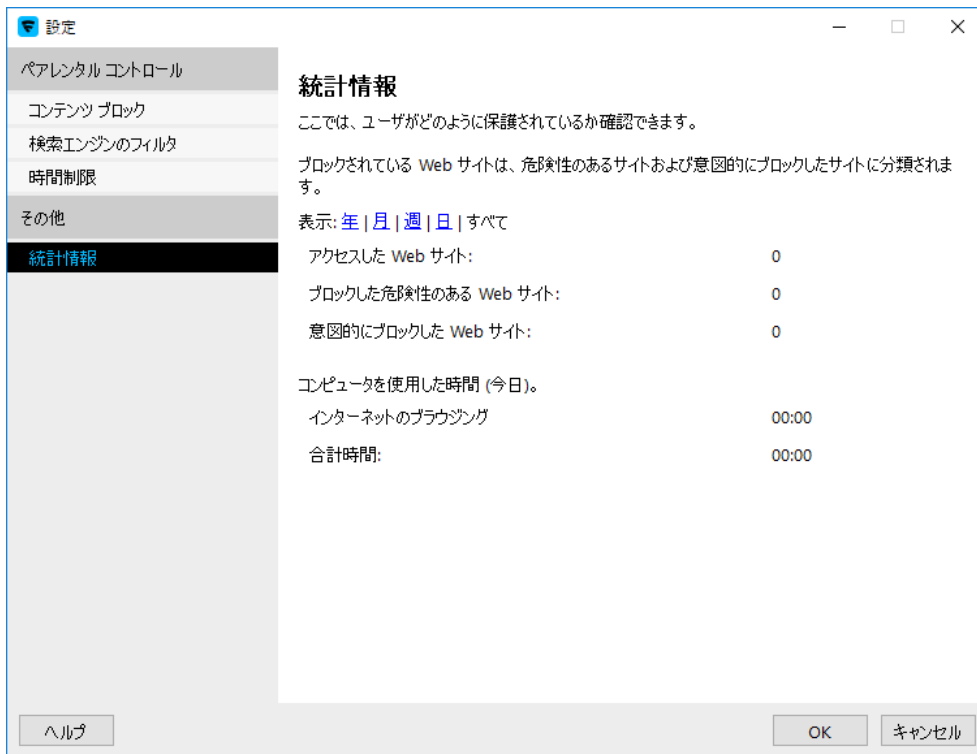 設定
ペアレンタル コントロール
コンテンツ ブロック
検索エンジンのフィルタ
時間制限
その他
統計情報
統計情報
ここでは、ユーザがどのように保護されているか確認できます。
ブロックされている Web サイトは、危険性のあるサイトおよび意図的にブロックしたサイトに分類されま
す。
表示: 年 | 月 | 週 | 日 | すべて
アクセスした Web サイト: 0
ブロックした危険性のある Web サイト: 0
意図的にブロックした Web サイト: 0
コンピュータを使用した時間 (今日)。
インターネットのブラウジング 00:00
合計時間: 00:00
ヘルプ
OK
キャンセル